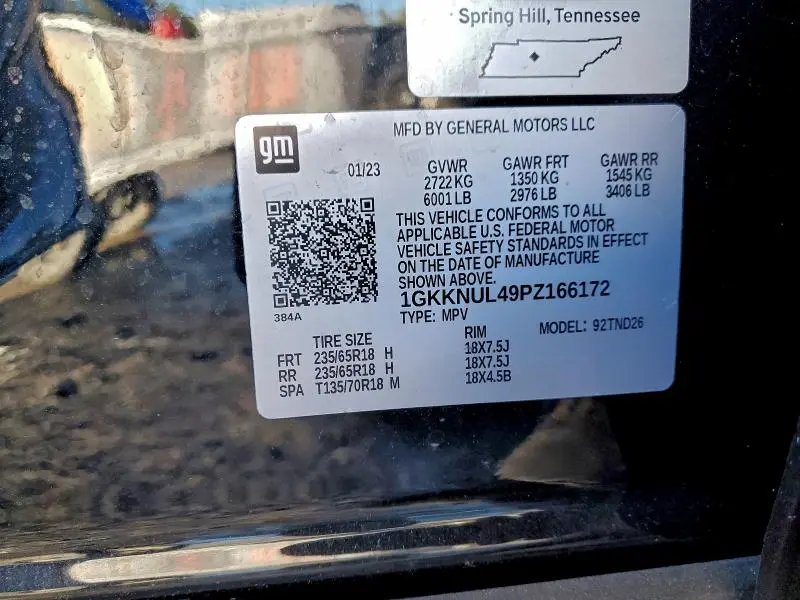 Spring Hill, Tennessee
gm
MFD BY GENERAL MOTORS LLC
01/23
GVWR GAWR FRT GAWR RR
2722 KG 1350 KG 1545 KG
6001 LB 2976 LB 3406 LB
THIS VEHICLE CONFORMS TO ALL
APPLICABLE U.S. FEDERAL MOTOR
VEHICLE SAFETY STANDARDS IN EFFECT
ON THE DATE OF MANUFACTURE
SHOWN ABOVE.
1GKKNUL49PZ166172
384A
TYPE: MPV MODEL: 92TND26
TIRE SIZE RIM
FRT 235/65R18 H 18X7.5J
RR 235/65R18 H 18X7.5J
SPA T135/70R18 M 18X4.5B